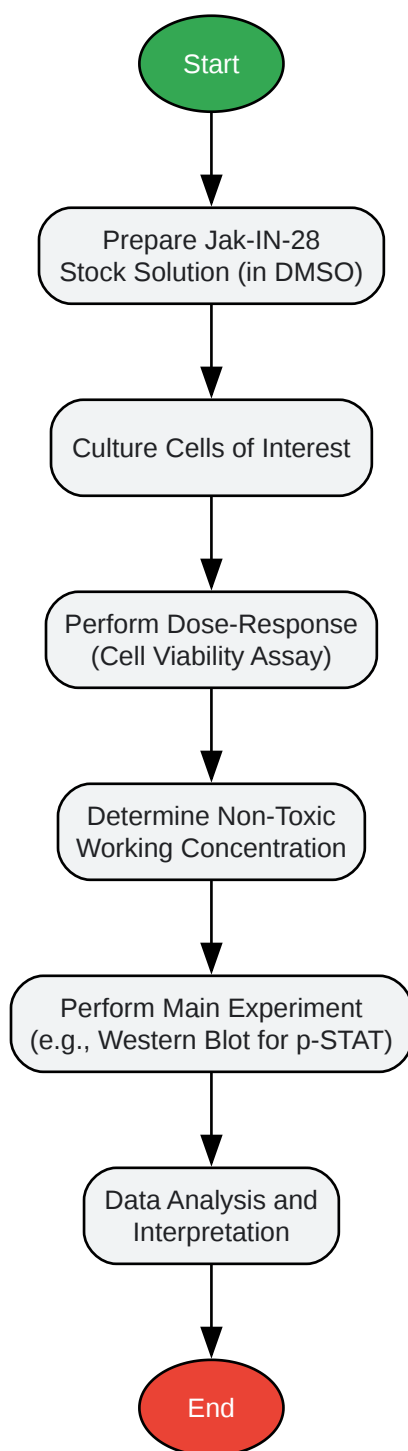 Start
Prepare Jak-IN-28
Stock Solution (in DMSO)
Culture Cells of Interest
Perform Dose-Response
(Cell Viability Assay)
Determine Non-Toxic
Working Concentration
Perform Main Experiment
(e.g., Western Blot for p-STAT)
Data Analysis and
Interpretation
End